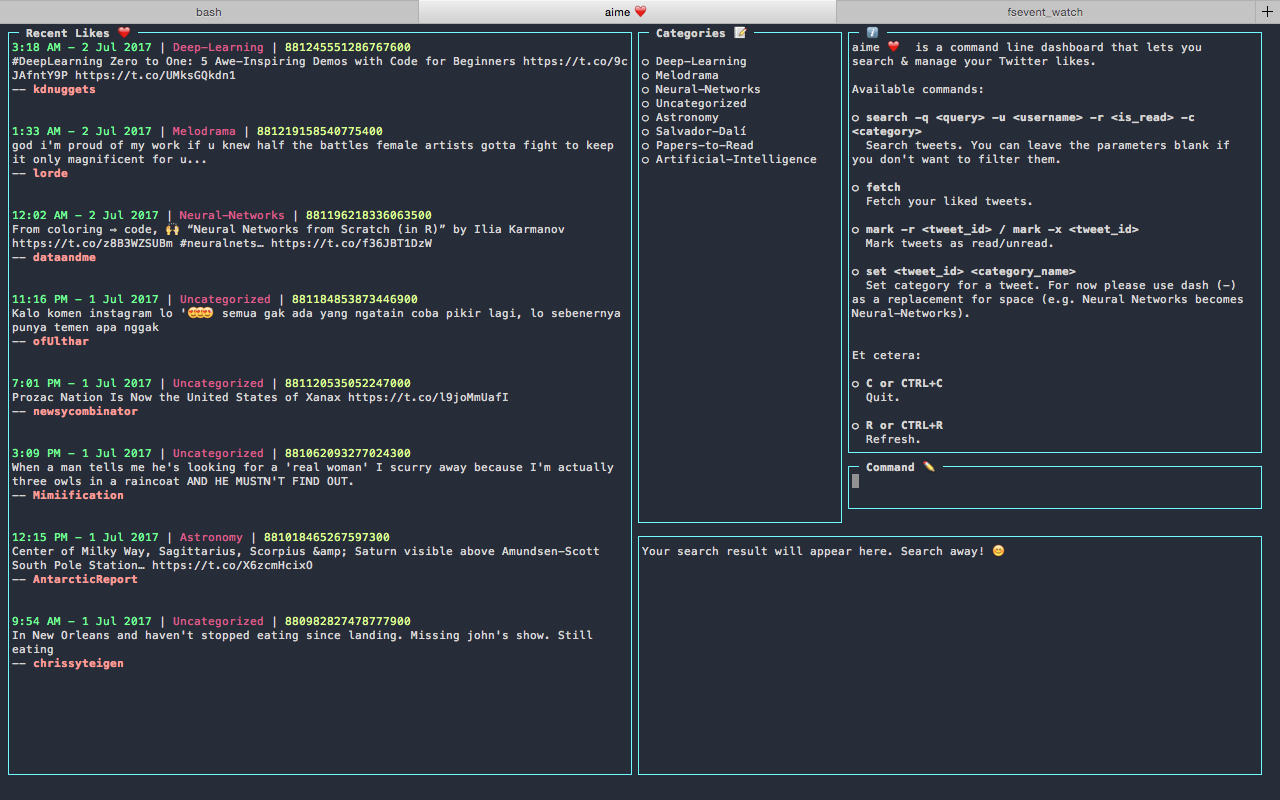 bash
aime ❤️
fsevent_watch
+
Recent Likes ❤️
3:18 AM – 2 Jul 2017 | Deep-Learning | 881245551286767600
#DeepLearning Zero to One: 5 Awe-Inspiring Demos with Code for Beginners https://t.co/9c
JAfntY9P https://t.co/UMksGQkdn1
—— kdnuggets
1:33 AM – 2 Jul 2017 | Melodrama | 881219158540775400
god i'm proud of my work if u knew half the battles female artists gotta fight to keep
it only magnificent for u...
—— lorde
12:02 AM – 2 Jul 2017 | Neural-Networks | 881196218336063500
From coloring ⇨ code, 🙌 “Neural Networks from Scratch (in R)” by Ilia Karmanov
https://t.co/z8B3WZSUBm #neuralnets… https://t.co/f36JBT1DzW
—— dataandme
11:16 PM – 1 Jul 2017 | Uncategorized | 881184853873446900
Kalo komen instagram lo '😍😍😍 semua gak ada yang ngatain coba pikir lagi, lo sebenernya
punya temen apa nggak
—— ofUlthar
7:01 PM – 1 Jul 2017 | Uncategorized | 881120535052247000
Prozac Nation Is Now the United States of Xanax https://t.co/l9joMmUafI
—— newsycombinator
3:09 PM – 1 Jul 2017 | Uncategorized | 881062093277024300
When a man tells me he's looking for a 'real woman' I scurry away because I'm actually
three owls in a raincoat AND HE MUSTN'T FIND OUT.
—— Mimiification
12:15 PM – 1 Jul 2017 | Astronomy | 881018465267597300
Center of Milky Way, Sagittarius, Scorpius &amp; Saturn visible above Amundsen-Scott
South Pole Station… https://t.co/X6zcmHcixO
—— AntarcticReport
9:54 AM – 1 Jul 2017 | Uncategorized | 880982827478777900
In New Orleans and haven't stopped eating since landing. Missing john's show. Still
eating
—— chrissyteigen
Categories 📝
o Deep-Learning
o Melodrama
o Neural-Networks
o Uncategorized
o Astronomy
o Salvador-Dalí
o Papers-to-Read
o Artificial-Intelligence
ℹ️
aime ❤️ is a command line dashboard that lets you
search & manage your Twitter likes.
Available commands:
o search -q <query> -u <username> -r <is_read> -c
<category>
Search tweets. You can leave the parameters blank if
you don't want to filter them.
o fetch
Fetch your liked tweets.
o mark -r <tweet_id> / mark -x <tweet_id>
Mark tweets as read/unread.
o set <tweet_id> <category_name>
Set category for a tweet. For now please use dash (-)
as a replacement for space (e.g. Neural Networks becomes
Neural-Networks).
Et cetera:
o C or CTRL+C
Quit.
o R or CTRL+R
Refresh.
Command ✏️
Your search result will appear here. Search away! 😊